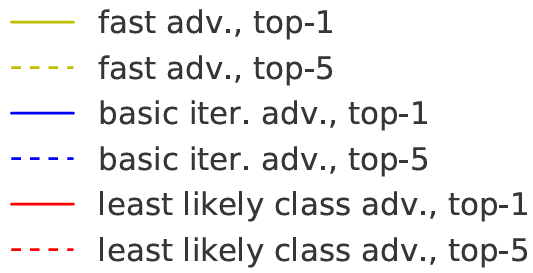 fast adv., top-1
fast adv., top-5
basic iter. adv., top-1
basic iter. adv., top-5
least likely class adv., top-1
least likely class adv., top-5